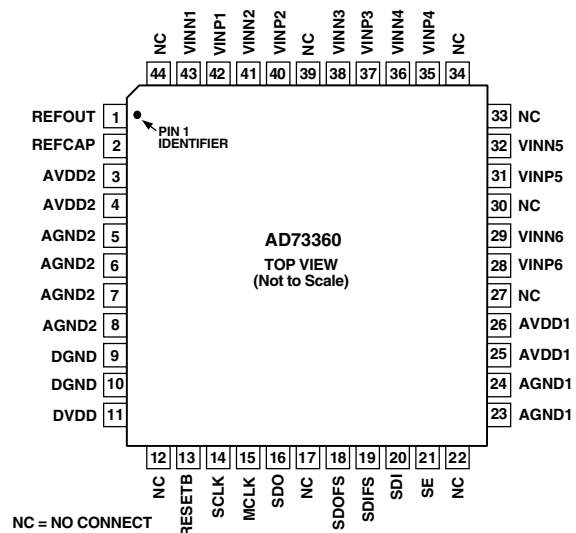 NC
VINN1
VINP1
VINN2
VINP2
NC
VINN3
VINP3
VINN4
VINP4
NC
44 43 42 41 40 39 38 37 36 35 34
REFOUT 1
REFCAP 2
AVDD2 3
AVDD2 4
AGND2 5
AGND2 6
AGND2 7
AGND2 8
DGND 9
DGND 10
DVDD 11
PIN 1
IDENTIFIER
AD73360
TOP VIEW
(Not to Scale)
33 NC
32 VINN5
31 VINP5
30 NC
29 VINN6
28 VINP6
27 NC
26 AVDD1
25 AVDD1
24 AGND1
23 AGND1
12 13 14 15 16 17 18 19 20 21 22
NC
RESETB
SCLK
MCLK
SDO
NC
SDOFS
SDIFS
SDI
SE
NC
NC = NO CONNECT